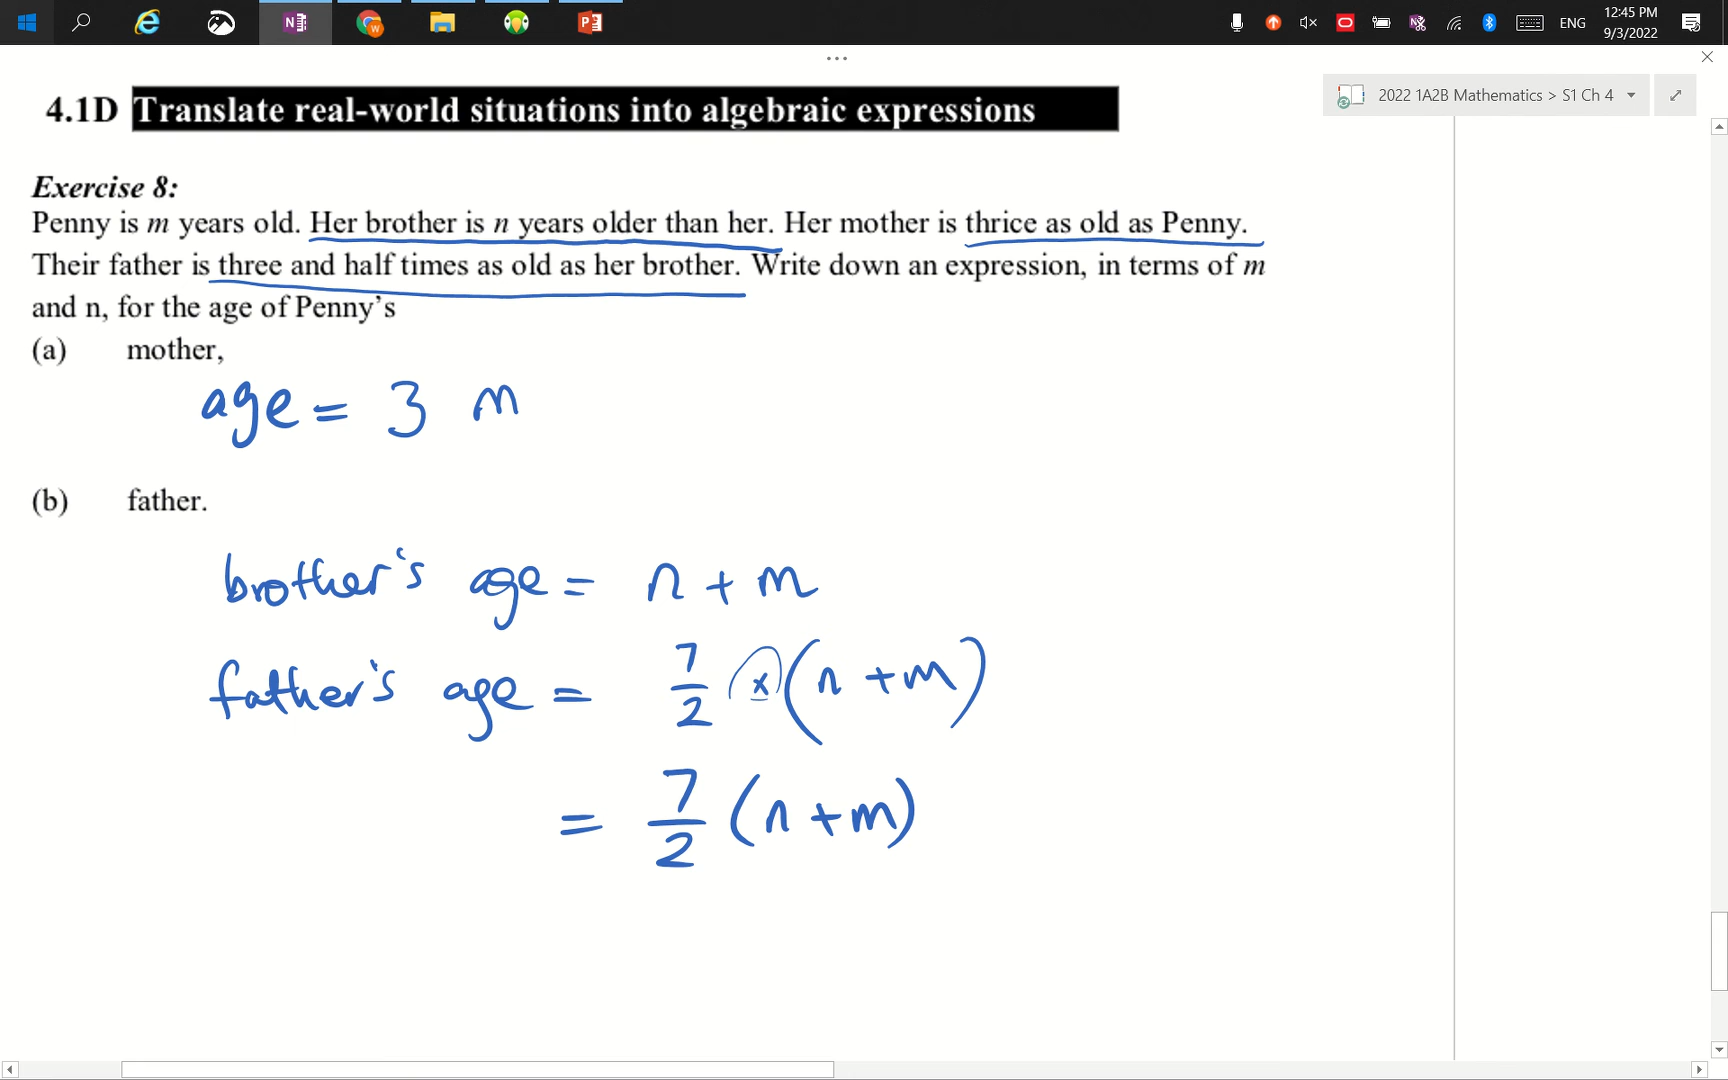 ENG
12:45 PM
9/3/2022
4.1D Translate real-world situations into algebraic expressions
2022 1A2B Mathematics > S1 Ch 4
Exercise 8:
Penny is m years old. Her brother is n years older than her. Her mother is thrice as old as Penny.
Their father is three and half times as old as her brother. Write down an expression, in terms of m
and n, for the age of Penny’s
(a) mother,
age = 3 m
(b) father.
brother's age = n + m
father's age = 7/2 × (n + m)
= 7/2 (n + m)